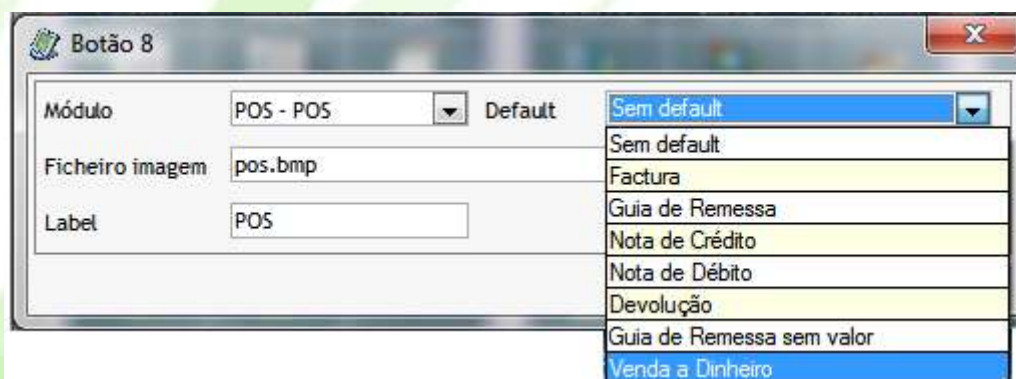 Botão 8
Módulo POS - POS Default Sem default
Sem default
Ficheiro imagem pos.bmp
Factura
Guia de Remessa
Label POS
Nota de Crédito
Nota de Débito
Devolução
Guia de Remessa sem valor
Venda a Dinheiro